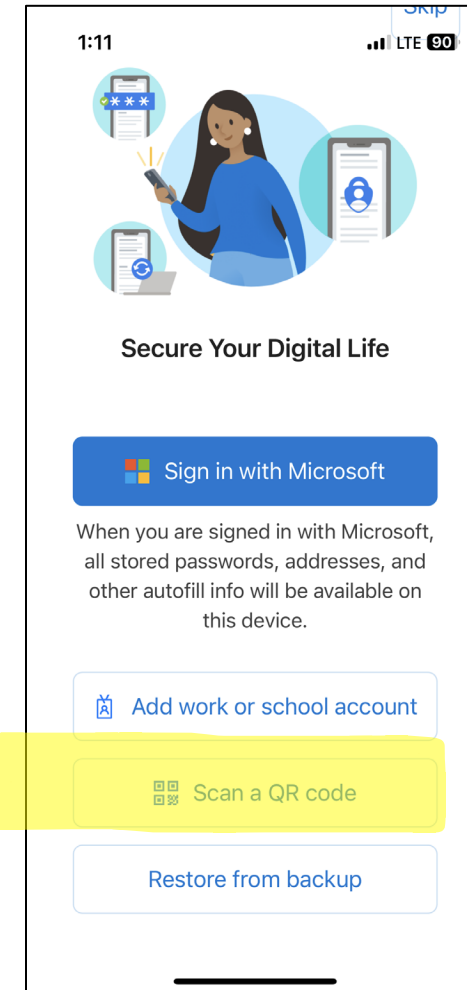 Skip
1:11 LTE 90
***
Secure Your Digital Life
Sign in with Microsoft
When you are signed in with Microsoft,
all stored passwords, addresses, and
other autofill info will be available on
this device.
Add work or school account
Scan a QR code
Restore from backup